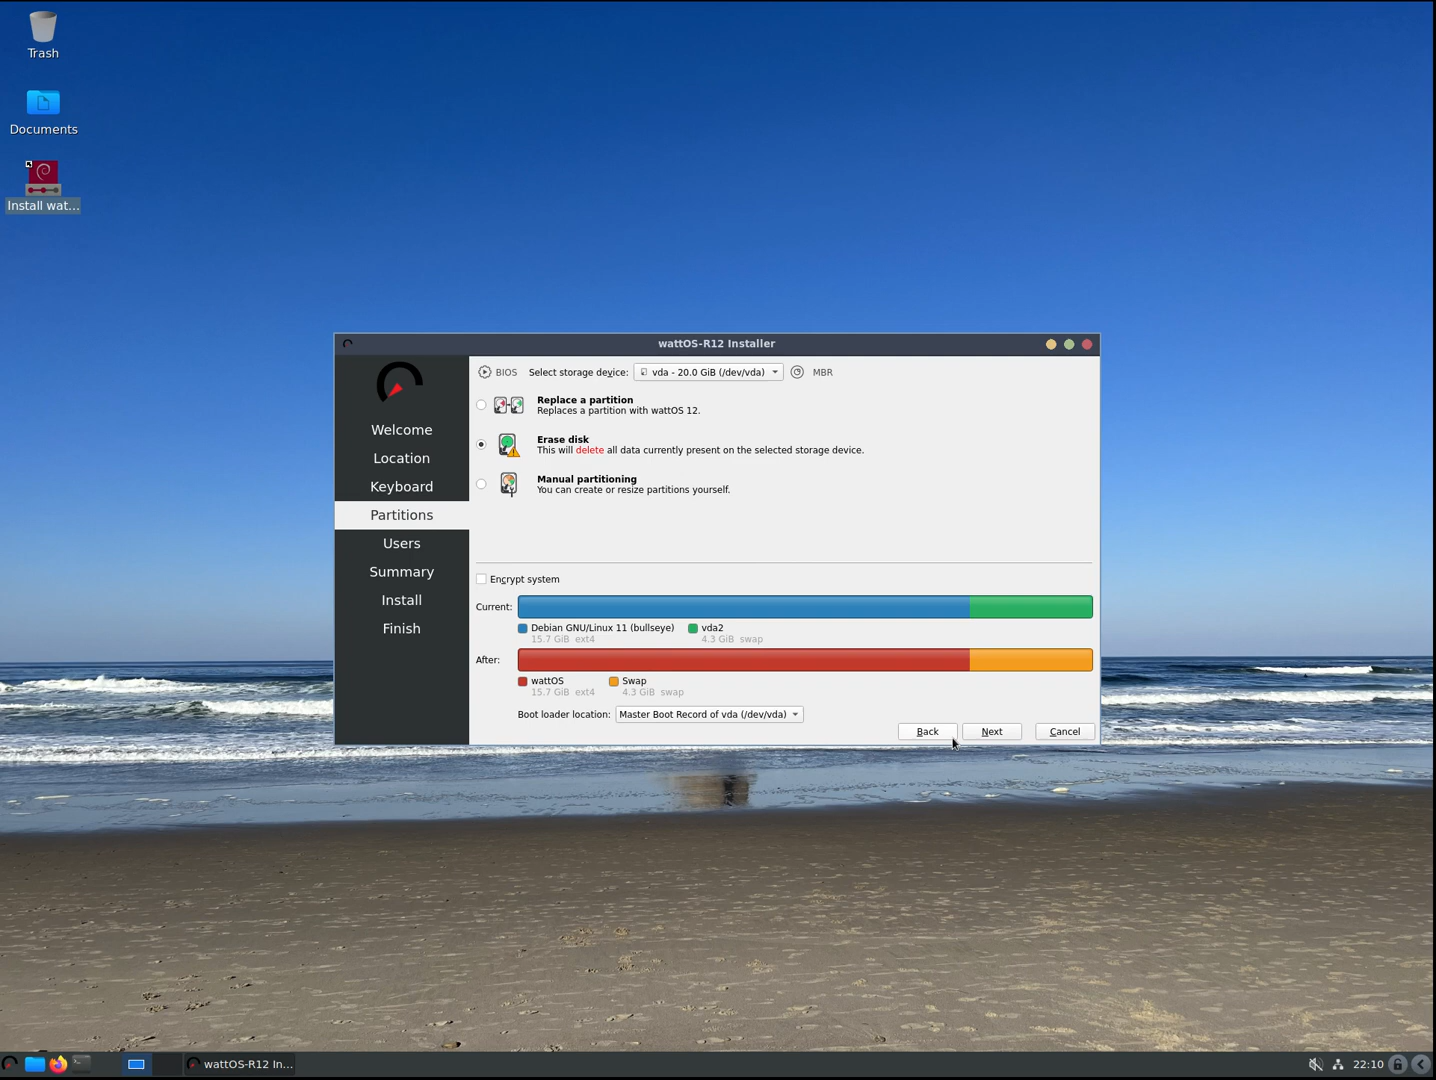 Trash
Documents
Install wat...
wattOS-R12 Installer
Welcome
Location
Keyboard
Partitions
Users
Summary
Install
Finish
BIOS Select storage device: vda - 20.0 GiB (/dev/vda) MBR
Replace a partition
Replaces a partition with wattOS 12.
Erase disk
This will delete all data currently present on the selected storage device.
Manual partitioning
You can create or resize partitions yourself.
Encrypt system
Current:
Debian GNU/Linux 11 (bullseye) vda2
15.7 GiB ext4 4.3 GiB swap
After:
wattOS Swap
15.7 GiB ext4 4.3 GiB swap
Boot loader location: Master Boot Record of vda (/dev/vda)
Back Next Cancel
wattOS-R12 In... 22:10